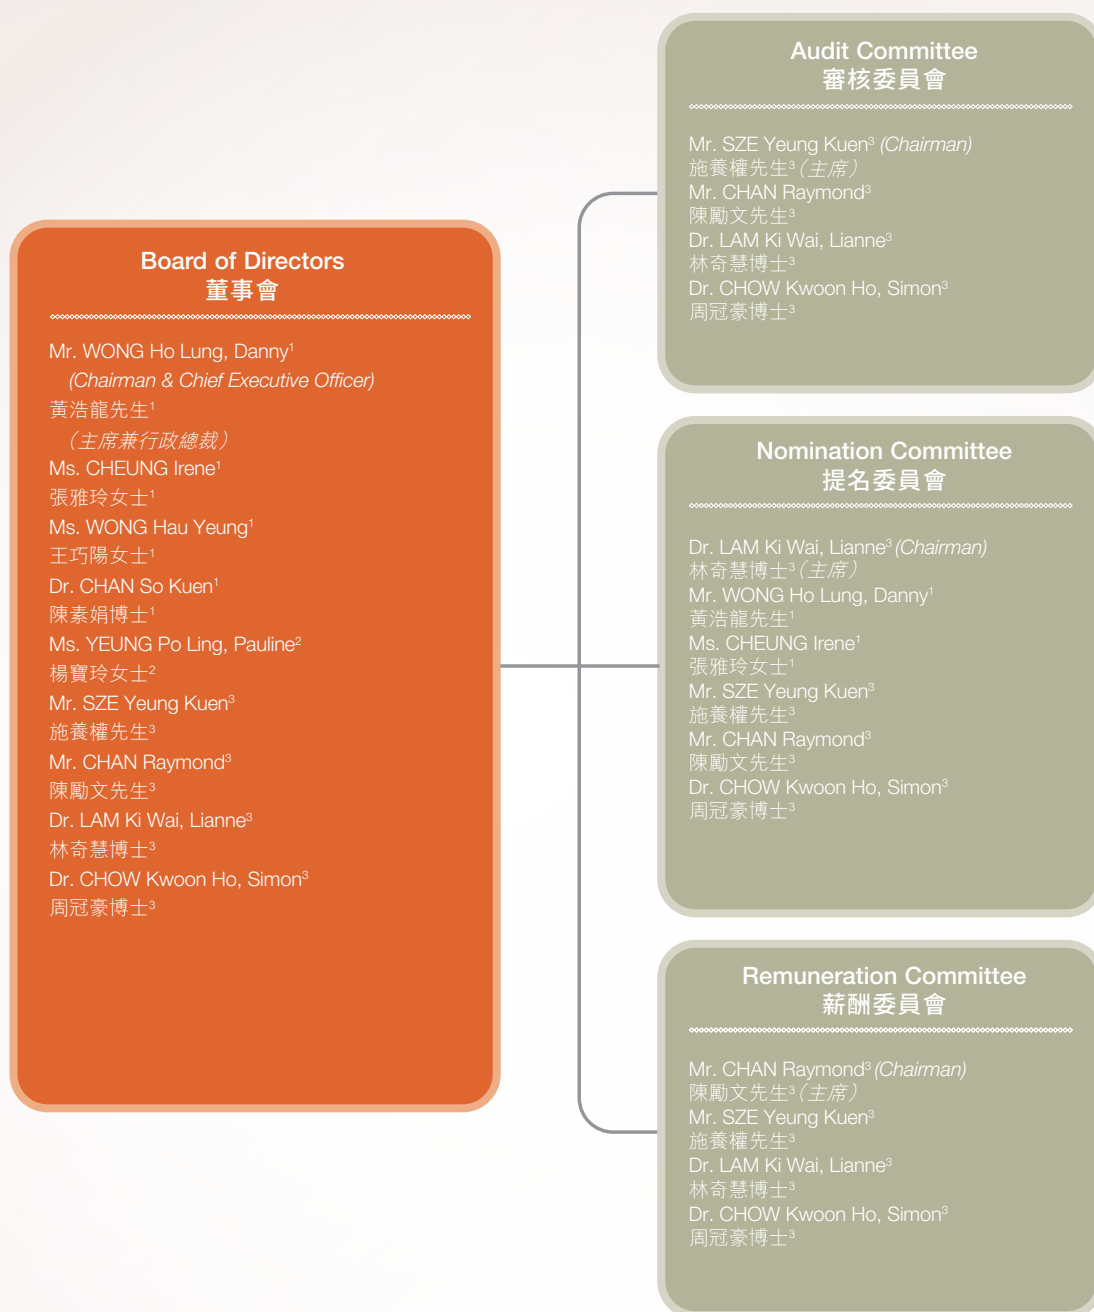 Board of Directors
董事會
Mr. WONG Ho Lung, Danny¹
(Chairman & Chief Executive Officer)
黃浩龍先生¹
（主席兼行政總裁）
Ms. CHEUNG Irene¹
張雅玲女士¹
Ms. WONG Hau Yeung¹
王巧陽女士¹
Dr. CHAN So Kuen¹
陳素娟博士¹
Ms. YEUNG Po Ling, Pauline²
楊寶玲女士²
Mr. SZE Yeung Kuen³
施養權先生³
Mr. CHAN Raymond³
陳勵文先生³
Dr. LAM Ki Wai, Lianne³
林奇慧博士³
Dr. CHOW Kwoon Ho, Simon³
周冠豪博士³
Audit Committee
審核委員會
Mr. SZE Yeung Kuen³ (Chairman)
施養權先生³（主席）
Mr. CHAN Raymond³
陳勵文先生³
Dr. LAM Ki Wai, Lianne³
林奇慧博士³
Dr. CHOW Kwoon Ho, Simon³
周冠豪博士³
Nomination Committee
提名委員會
Dr. LAM Ki Wai, Lianne³ (Chairman)
林奇慧博士³（主席）
Mr. WONG Ho Lung, Danny¹
黃浩龍先生¹
Ms. CHEUNG Irene¹
張雅玲女士¹
Mr. SZE Yeung Kuen³
施養權先生³
Mr. CHAN Raymond³
陳勵文先生³
Dr. CHOW Kwoon Ho, Simon³
周冠豪博士³
Remuneration Committee
薪酬委員會
Mr. CHAN Raymond³ (Chairman)
陳勵文先生³（主席）
Mr. SZE Yeung Kuen³
施養權先生³
Dr. LAM Ki Wai, Lianne³
林奇慧博士³
Dr. CHOW Kwoon Ho, Simon³
周冠豪博士³